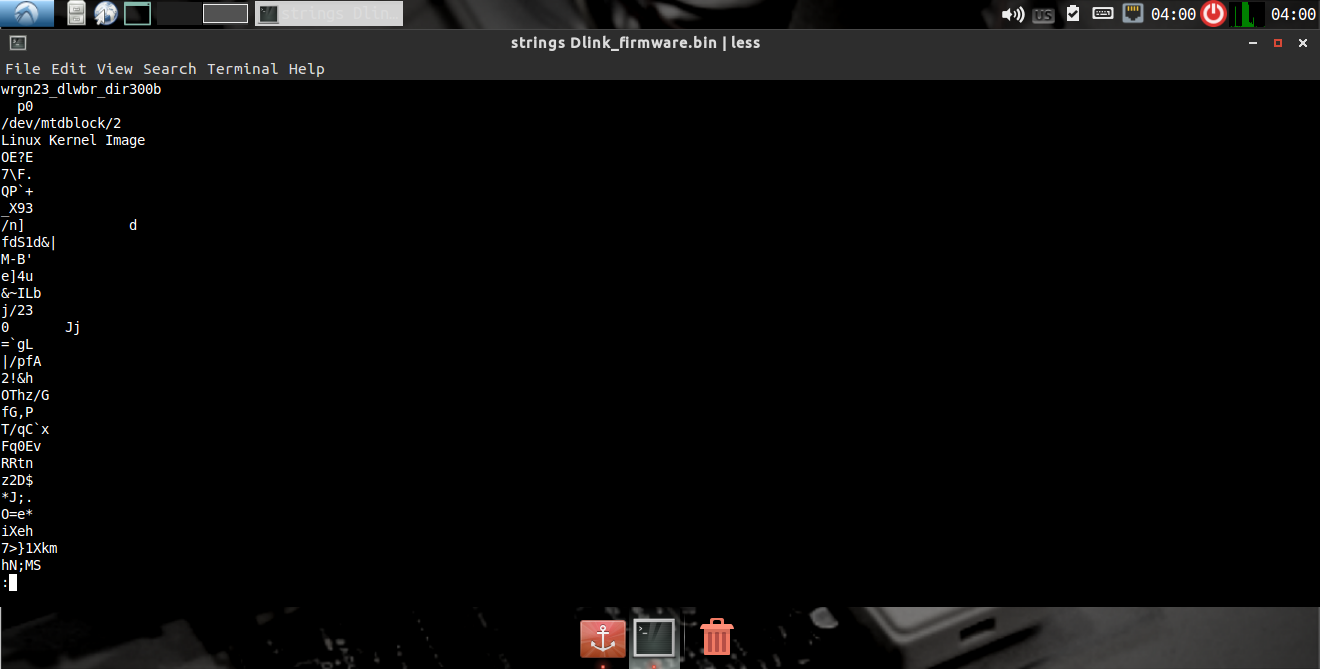 strings Dlink
us
04:00
04:00
strings Dlink_firmware.bin | less
File Edit View Search Terminal Help
wrgn23_dlwbr_dir300b
p0
/dev/mtdblock/2
Linux Kernel Image
OE?E
7\F.
QP`+
_X93
/n] d
fdS1d&|
M-B'
e]4u
&~ILb
j/23
0 Jj
=`gL
|/pfA
2!&h
OThz/G
fG,P
T/qC`x
Fq0Ev
RRtn
z2D$
*J;.
O=e*
iXeh
7>}1Xkm
hN;MS
: